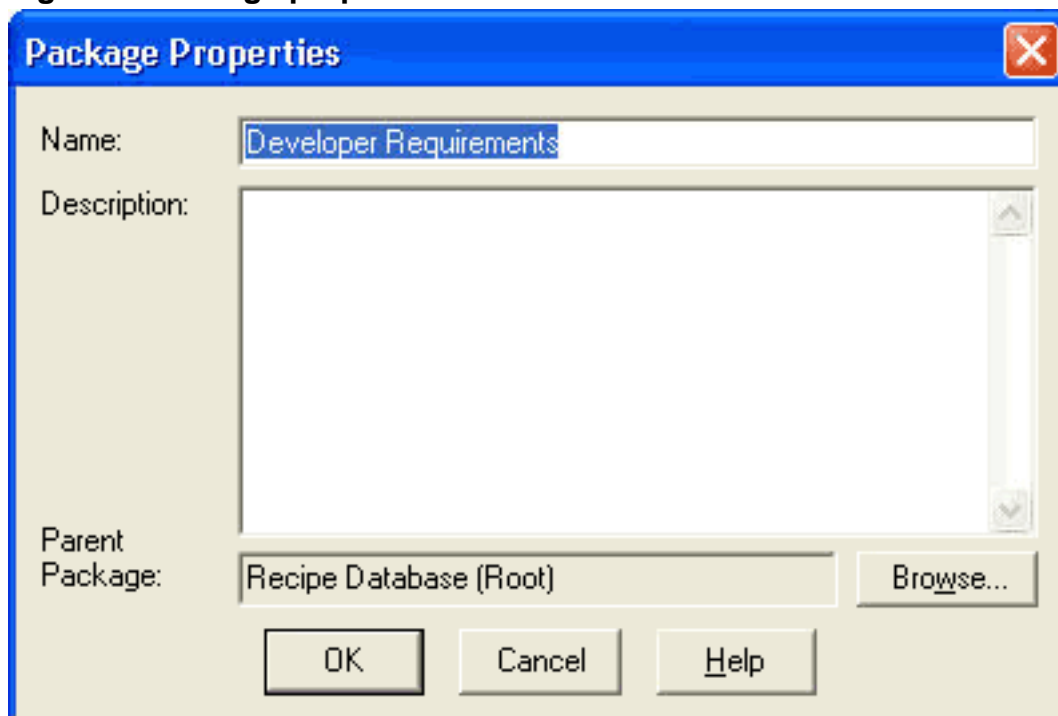 Package Properties
Name:
Developer Requirements
Description:
Parent
Package:
Recipe Database (Root)
Browse...
OK
Cancel
Help